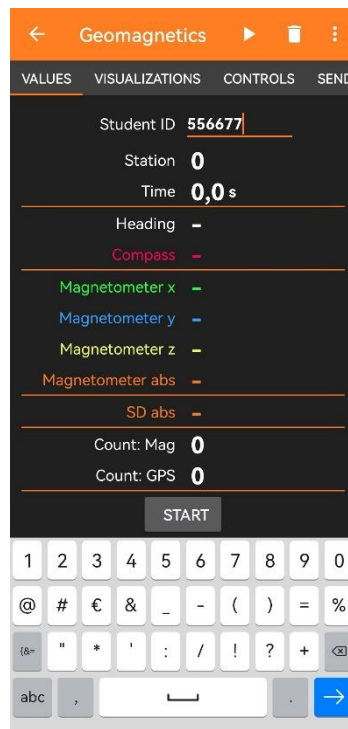 Geomagnetics
VALUES VISUALIZATIONS CONTROLS SEND
Student ID 556677
Station 0
Time 0,0 s
Heading -
Compass -
Magnetometer x -
Magnetometer y -
Magnetometer z -
Magnetometer abs -
SD abs -
Count: Mag 0
Count: GPS 0
START
1 2 3 4 5 6 7 8 9 0
@ # € & _ - ( ) = %
{&= " * ' : / ! ? +
abc , .